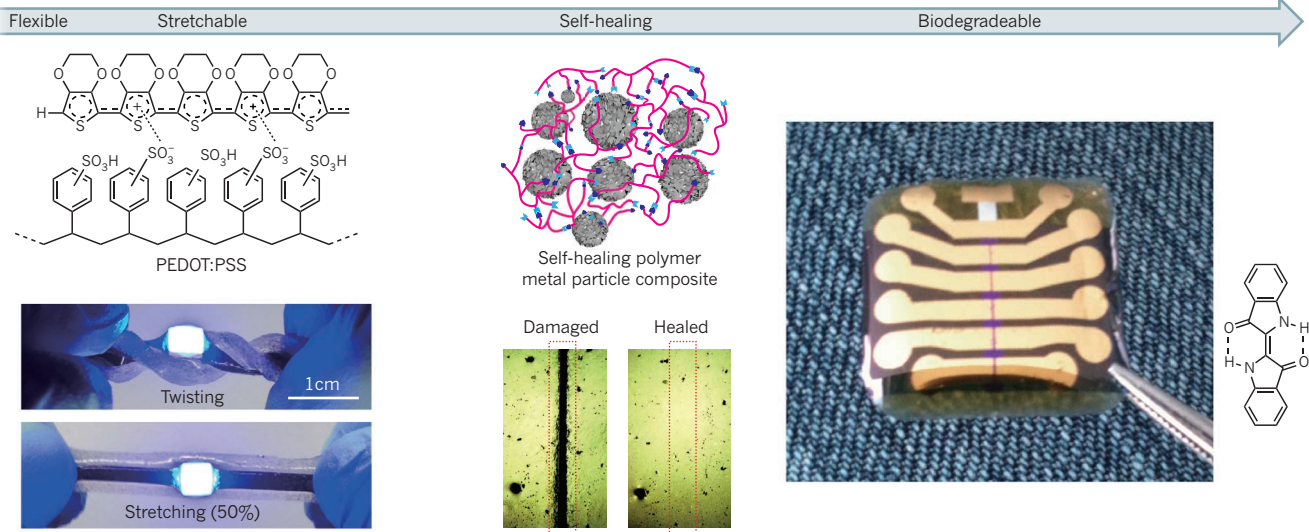 Flexible
Stretchable
Self-healing
Biodegradeable
O O O O O O O O O O
H
+ +
S S S S S
SO₃H SO₃⁻ SO₃H SO₃⁻ SO₃H
PEDOT:PSS
Twisting
1cm
Stretching (50%)
Self-healing polymer
metal particle composite
Damaged
Healed
O N H
H N O